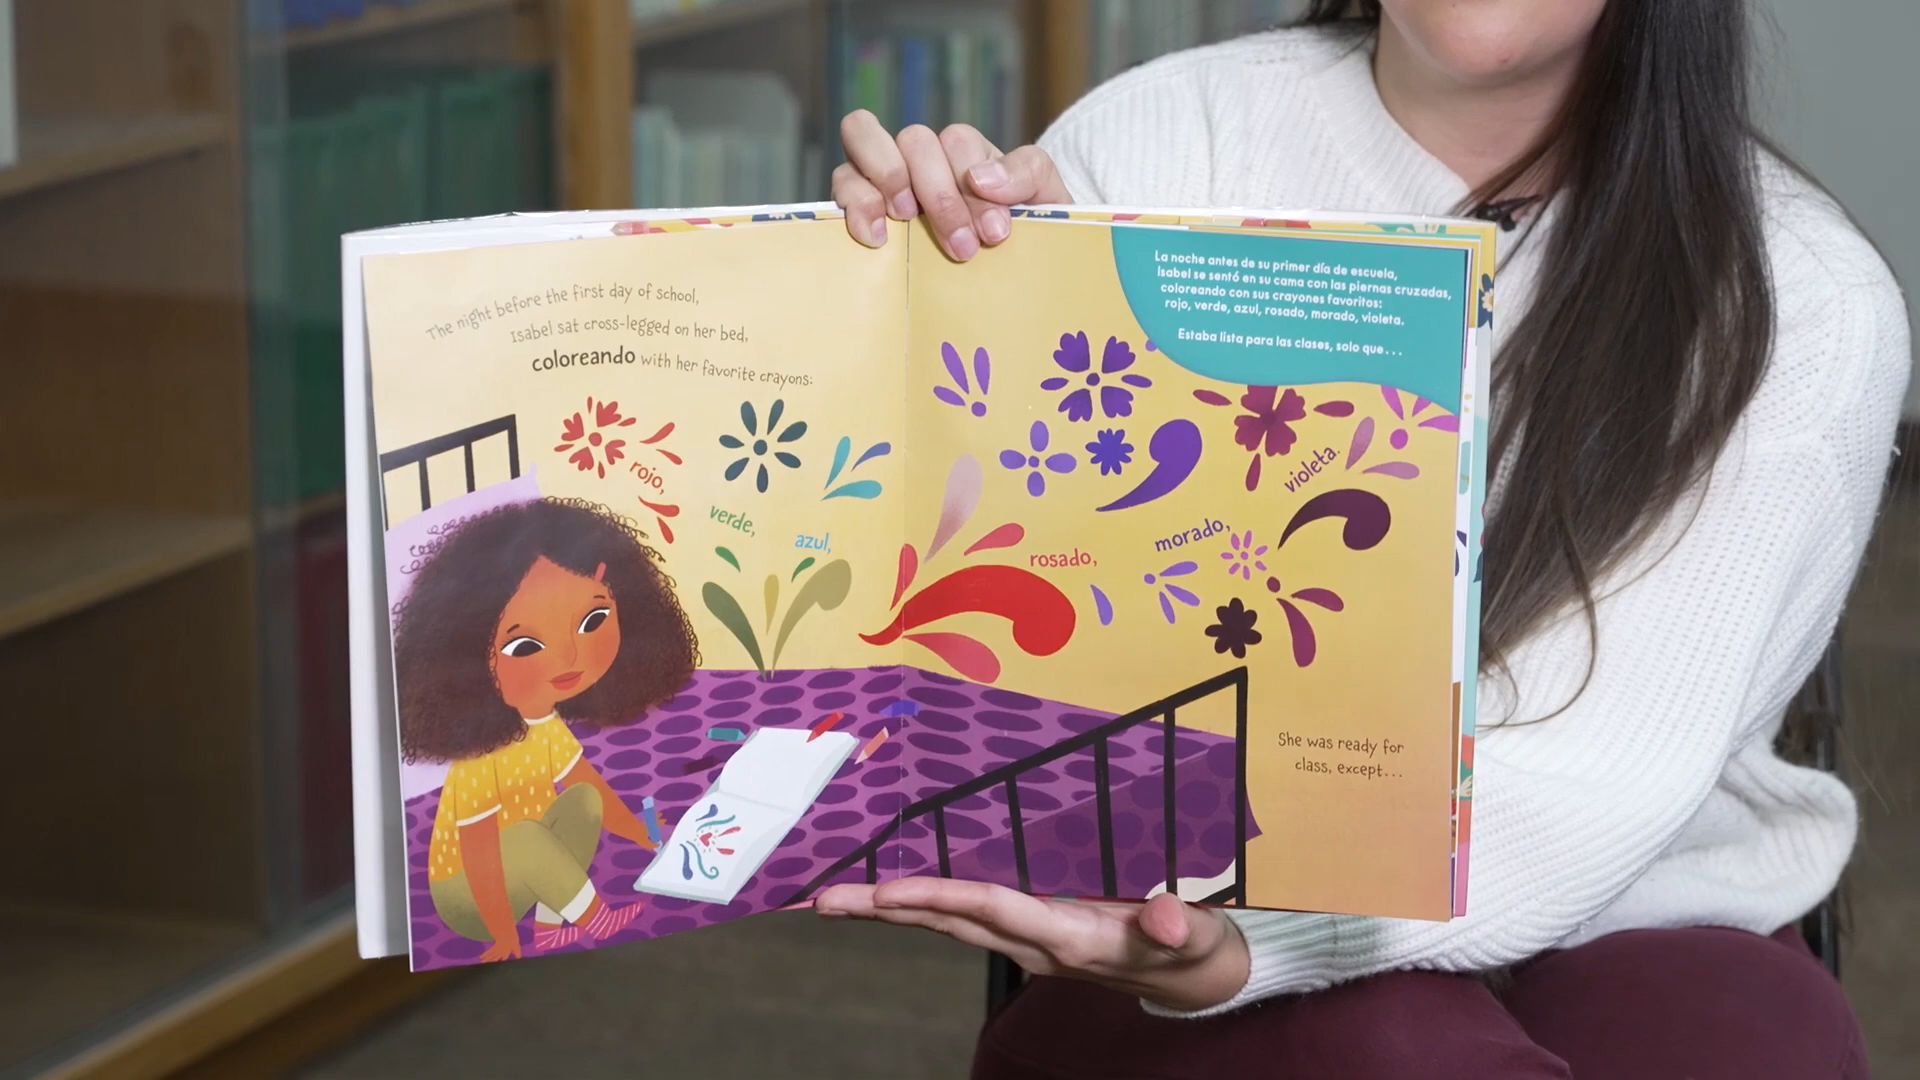 The night before the first day of school,
Isabel sat cross-legged on her bed,
coloreando with her favorite crayons:
rojo,
verde,
azul,
rosado,
morado,
violeta.
She was ready for
class, except...
La noche antes de su primer día de escuela,
Isabel se sentó en su cama con las piernas cruzadas,
coloreando con sus crayones favoritos:
rojo, verde, azul, rosado, morado, violeta.
Estaba lista para las clases, solo que...